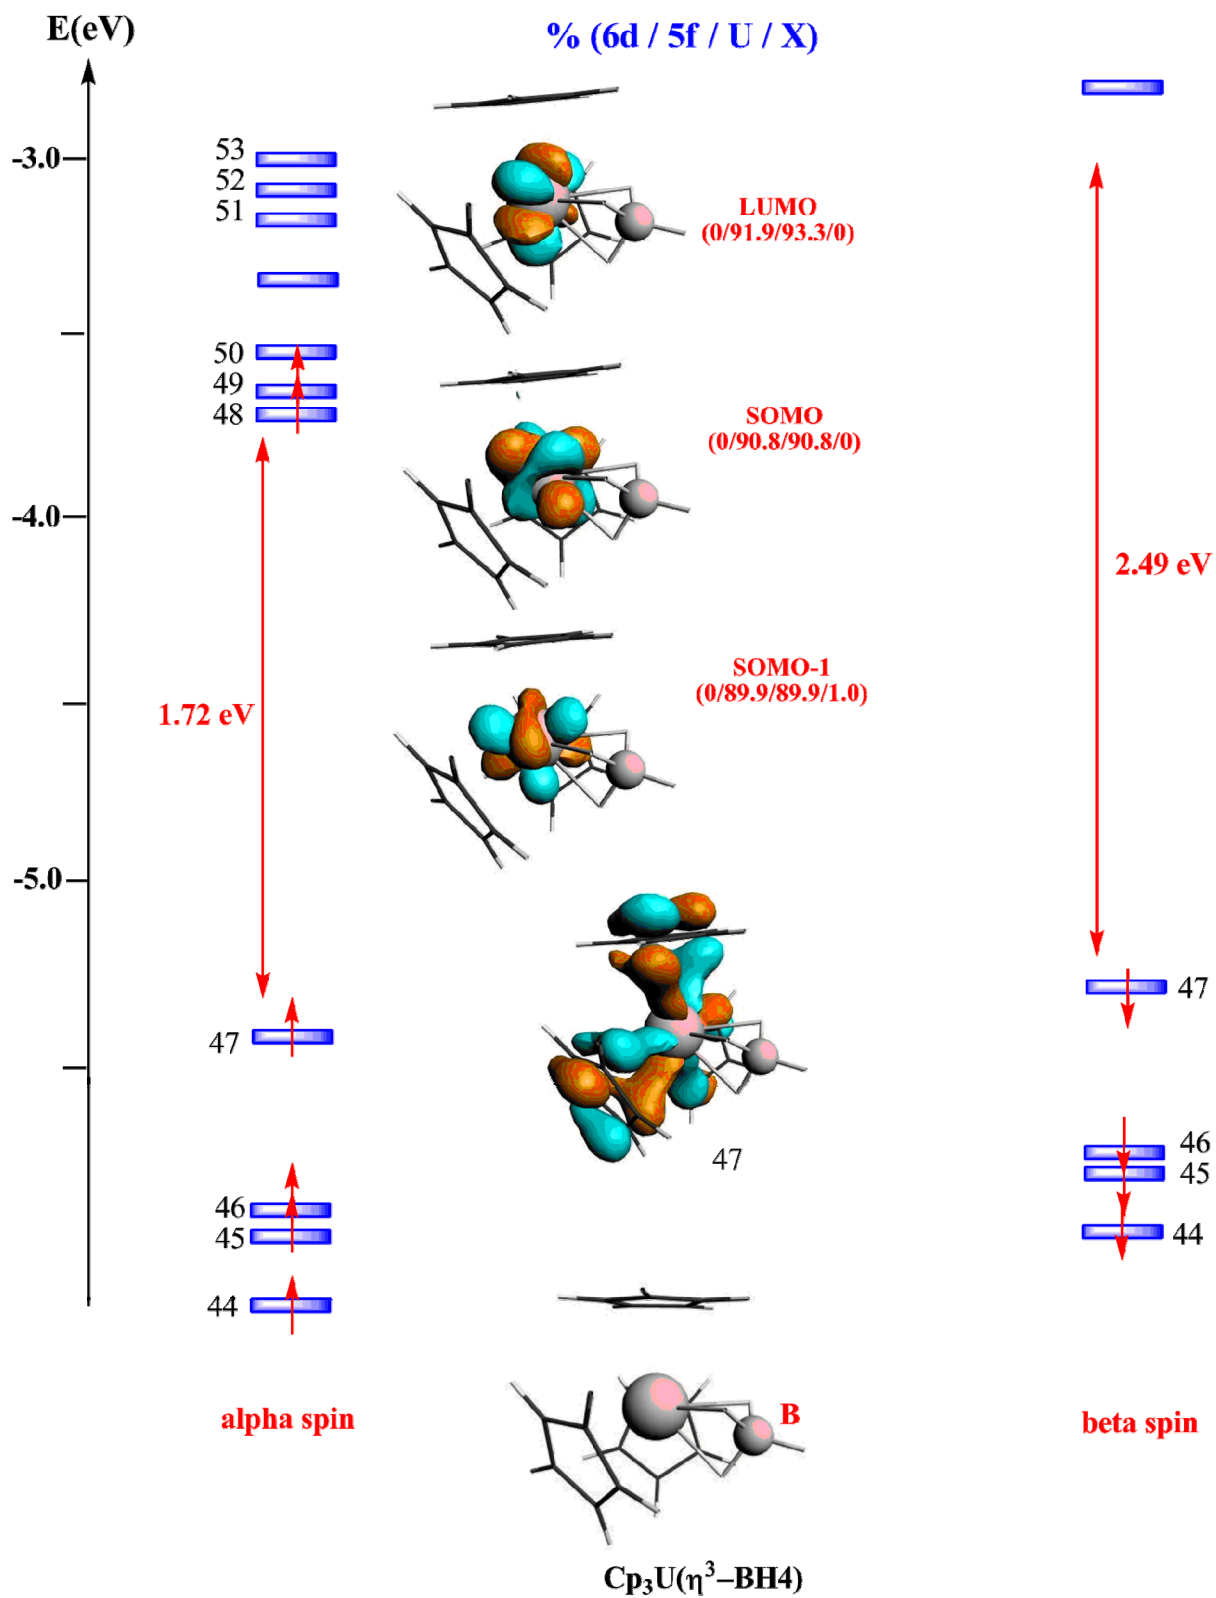 E(eV)
% (6d / 5f / U / X)
-3.0
53
52
51
LUMO
(0/91.9/93.3/0)
50
49
48
SOMO
(0/90.8/90.8/0)
-4.0
2.49 eV
SOMO-1
(0/89.9/89.9/1.0)
1.72 eV
-5.0
47
47
46
45
47
46
45
44
44
B
alpha spin
beta spin
Cp₃U(η³–BH4)